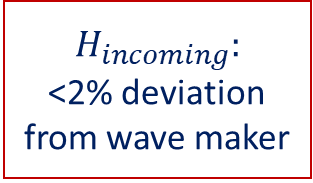 H_incoming:
<2% deviation
from wave maker